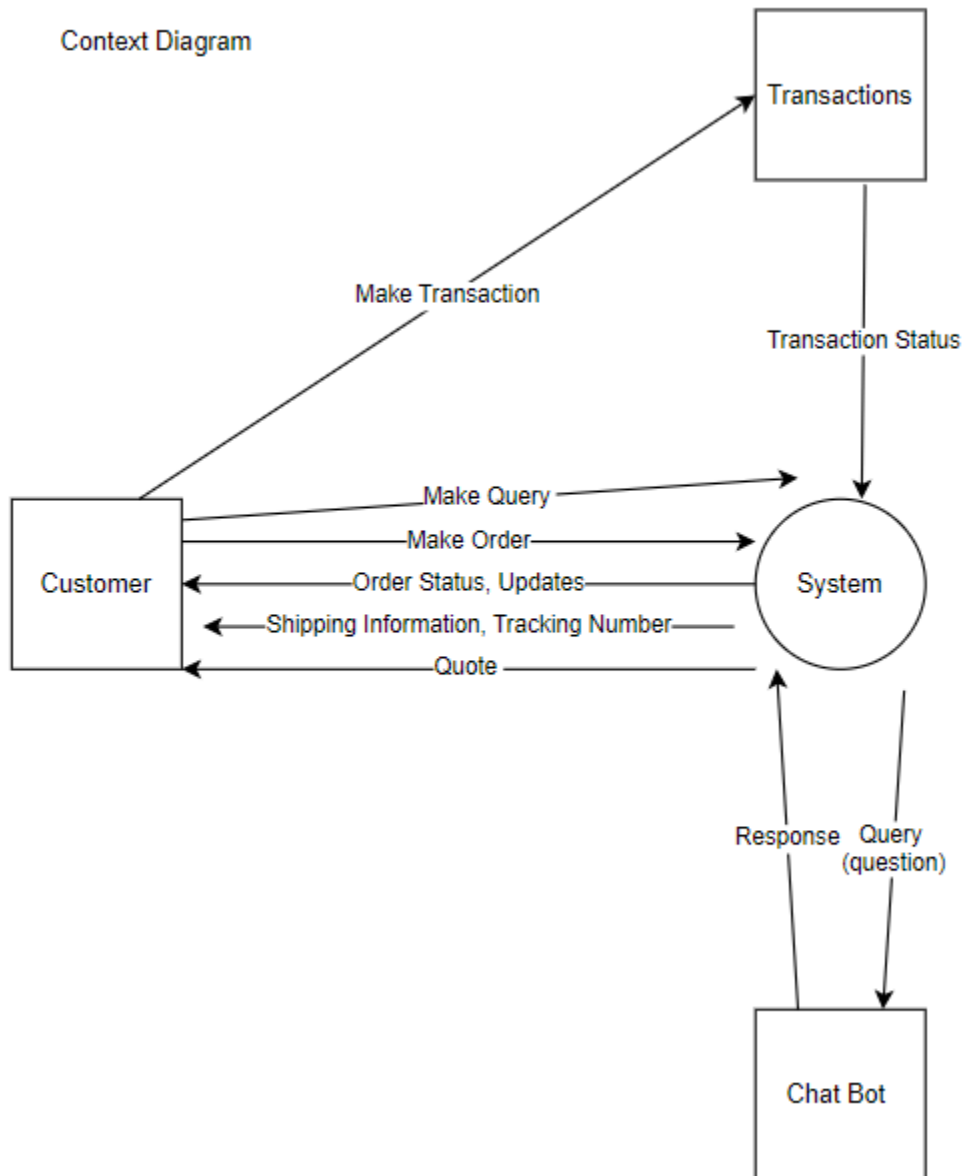 Context Diagram
Transactions
Make Transaction
Transaction Status
Make Query
Make Order
Customer
Order Status, Updates
System
Shipping Information, Tracking Number
Quote
Response
Query
(question)
Chat Bot